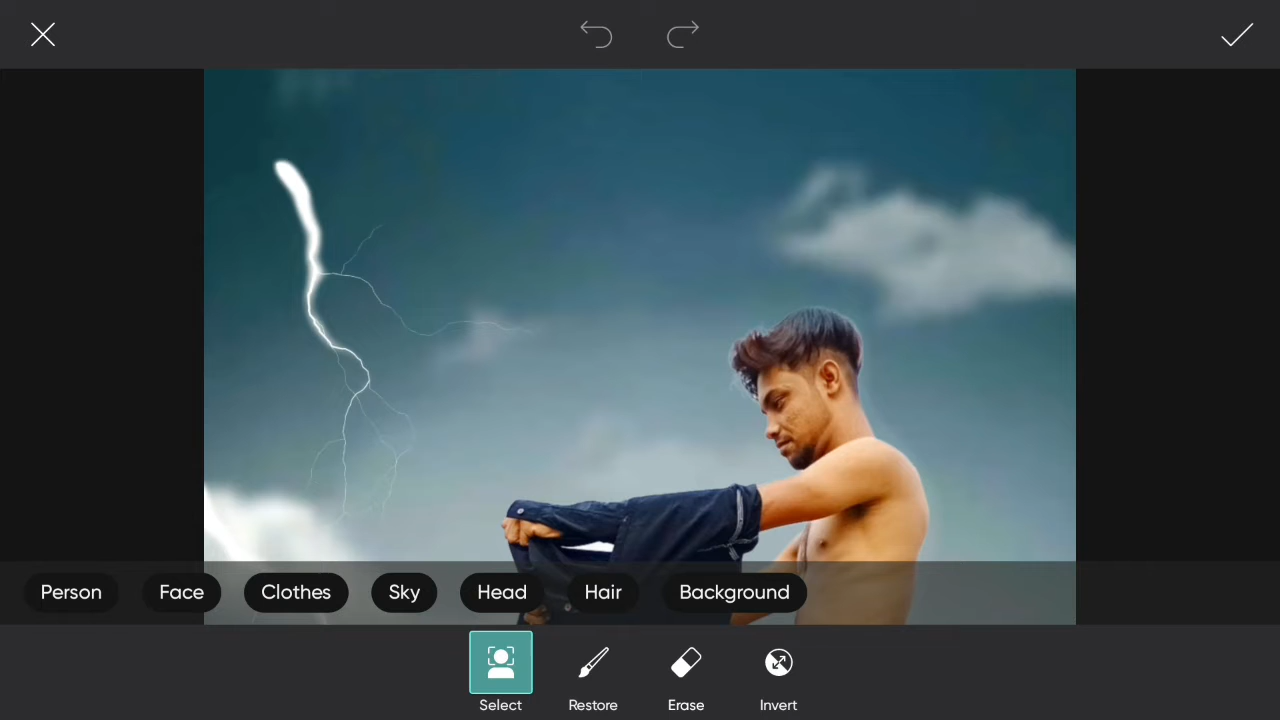 Person Face Clothes Sky Head Hair Background
Select Restore Erase Invert